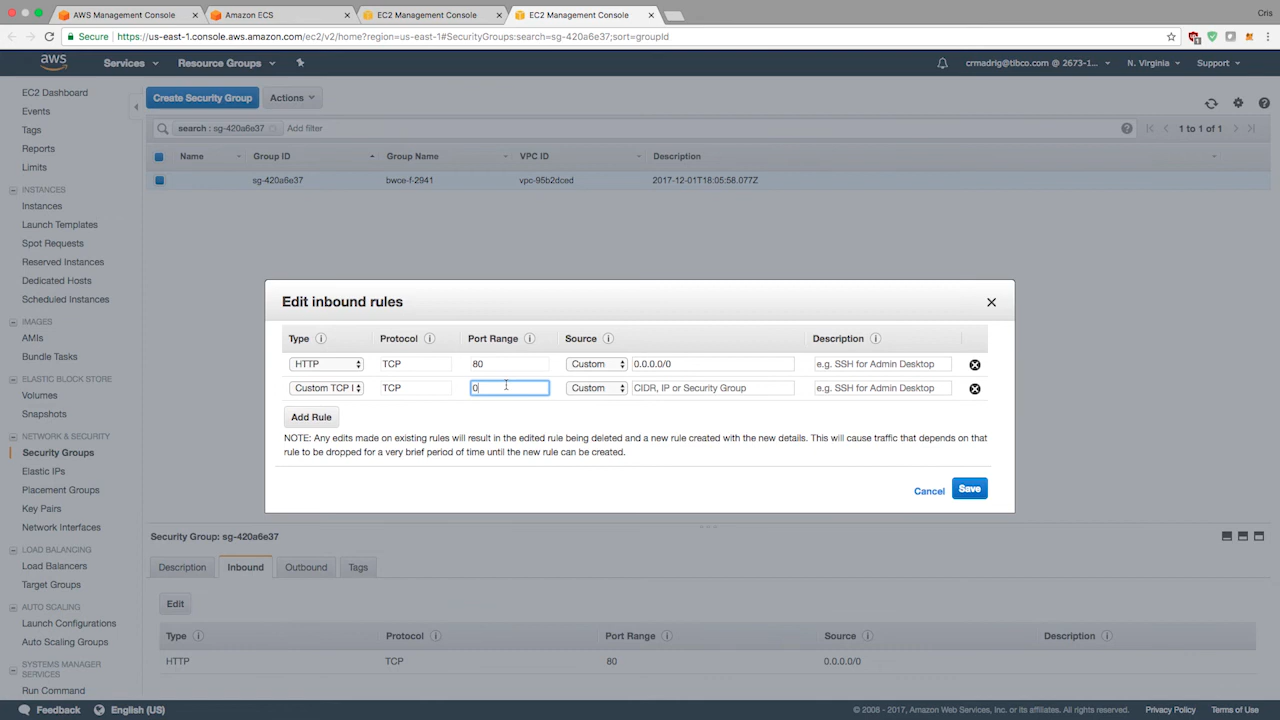 AWS Management Console
Amazon ECS
EC2 Management Console
EC2 Management Console
Cris
Secure
https://us-east-1.console.aws.amazon.com/ec2/v2/home?region=us-east-1#SecurityGroups:search=sg-420a6e37;sort=groupId
aws
Services
Resource Groups
crmadrig@tibco.com @ 2673-1...
N. Virginia
Support
EC2 Dashboard
Events
Tags
Reports
Limits
INSTANCES
Instances
Launch Templates
Spot Requests
Reserved Instances
Dedicated Hosts
Scheduled Instances
IMAGES
AMIs
Bundle Tasks
ELASTIC BLOCK STORE
Volumes
Snapshots
NETWORK & SECURITY
Security Groups
Elastic IPs
Placement Groups
Key Pairs
Network Interfaces
LOAD BALANCING
Load Balancers
Target Groups
AUTO SCALING
Launch Configurations
Auto Scaling Groups
SYSTEMS MANAGER
SERVICES
Run Command
Create Security Group
Actions
search : sg-420a6e37
Add filter
1 to 1 of 1
Name Group ID Group Name VPC ID Description
sg-420a6e37 bwce-f-2941 vpc-95b2dced 2017-12-01T18:05:58.077Z
Edit inbound rules
Type Protocol Port Range Source Description
HTTP TCP 80 Custom 0.0.0.0/0 e.g. SSH for Admin Desktop
Custom TCP TCP 0 Custom CIDR, IP or Security Group e.g. SSH for Admin Desktop
Add Rule
NOTE: Any edits made on existing rules will result in the edited rule being deleted and a new rule created with the new details. This will cause traffic that depends on that
rule to be dropped for a very brief period of time until the new rule can be created.
Cancel
Save
Security Group: sg-420a6e37
Description Inbound Outbound Tags
Edit
Type Protocol Port Range Source Description
HTTP TCP 80 0.0.0.0/0
Feedback
English (US)
© 2008 - 2017, Amazon Web Services, Inc. or its affiliates. All rights reserved.
Privacy Policy
Terms of Use